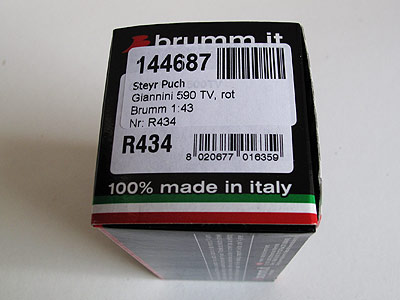 brumm.it
144687
Steyr Puch
Giannini 590 TV, rot
Brumm 1:43
Nr: R434
R434
8 020677 016359
100% made in italy